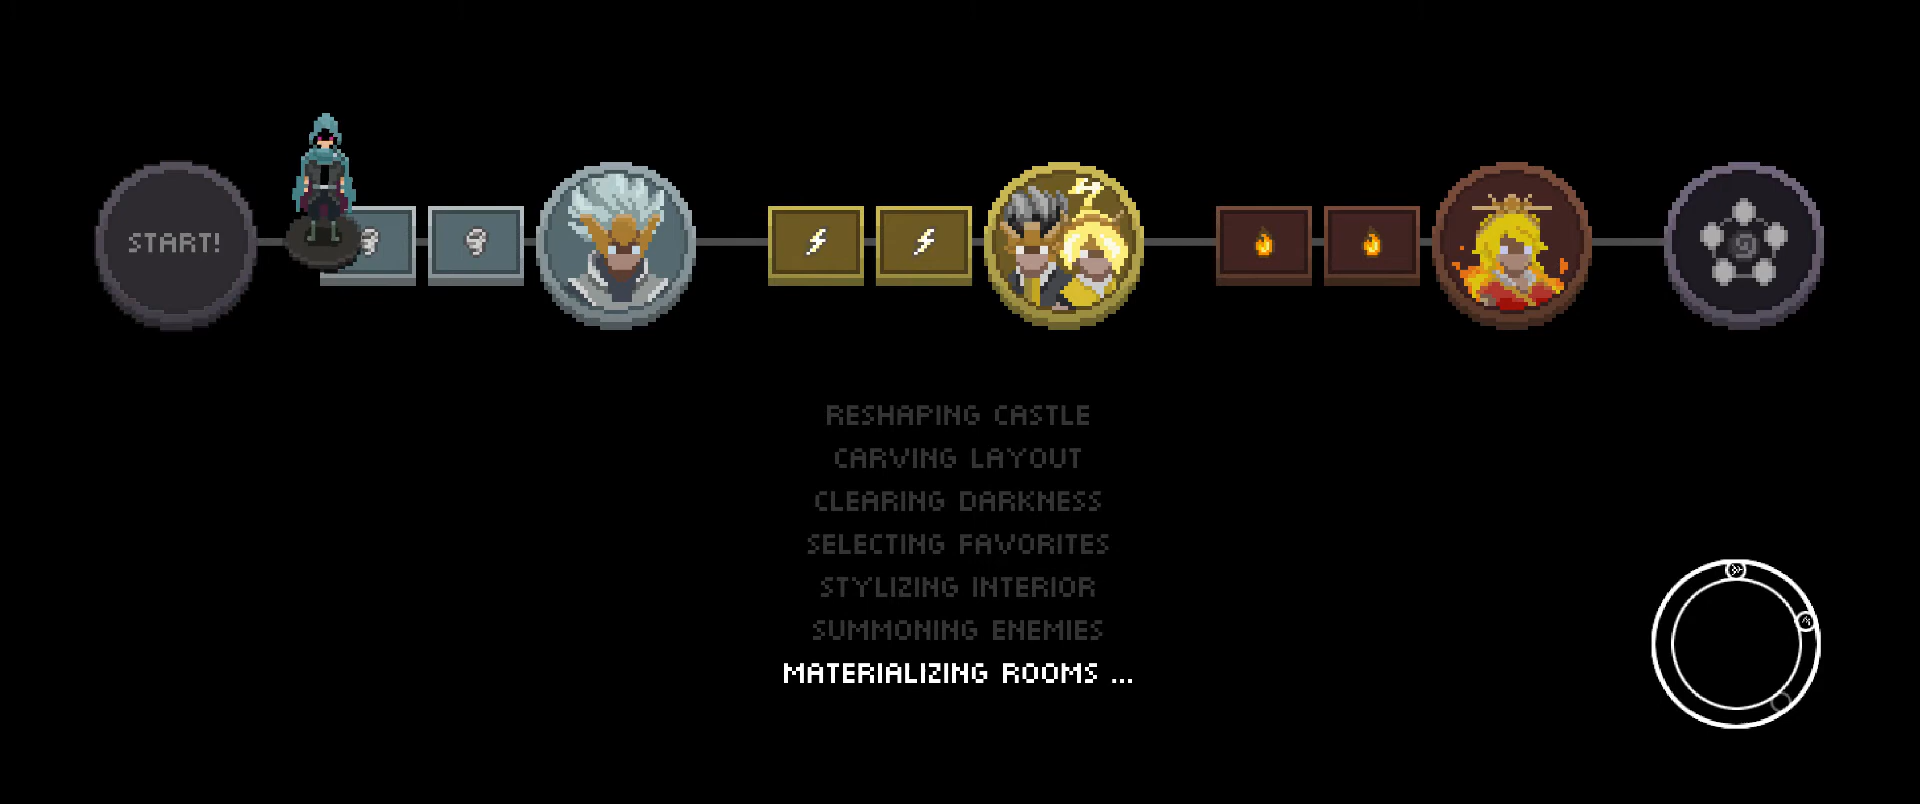 START!
RESHAPING CASTLE
CARVING LAYOUT
CLEARING DARKNESS
SELECTING FAVORITES
STYLIZING INTERIOR
SUMMONING ENEMIES
MATERIALIZING ROOMS ...